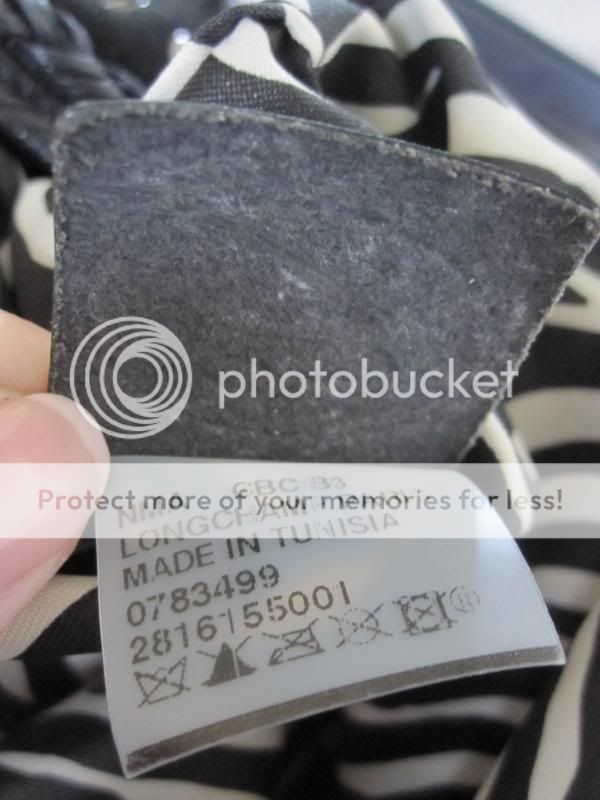 photobucket
Protect more of your memories for less!
CBC B3
LONGCHAMP
MADE IN TUNISIA
0783499
2816155001
®